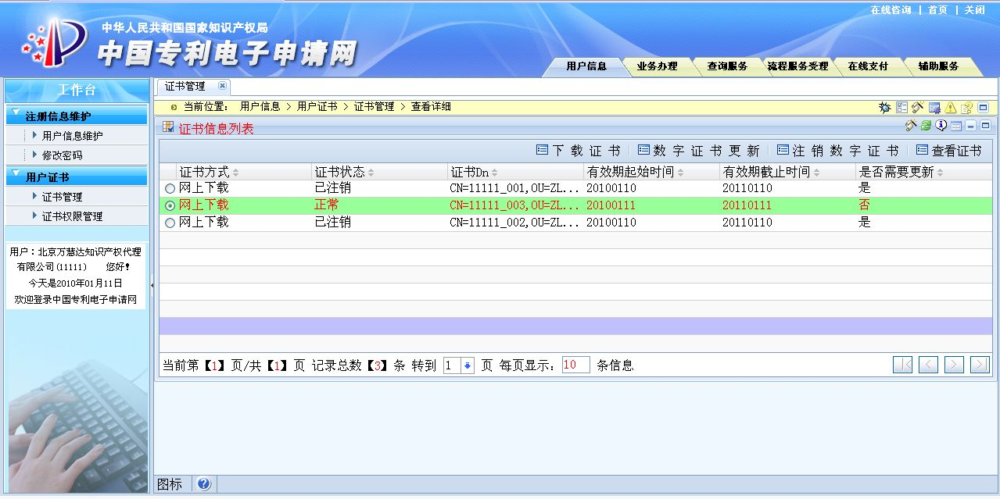 在线咨询 | 首页 | 关闭
中华人民共和国国家知识产权局
中国专利电子申请网
用户信息 业务办理 查询服务 流程服务受理 在线支付 辅助服务
工作台
注册信息维护
用户信息维护
修改密码
用户证书
证书管理
证书权限管理
用户：北京万慧达知识产权代理
有限公司(11111) 您好!
今天是2010年01月11日
欢迎登录中国专利电子申请网
证书管理
当前位置： 用户信息 > 用户证书 > 证书管理 > 查看详细
证书信息列表
下载证书 数字证书更新 注销数字证书 查看证书
证书方式 证书状态 证书Dn 有效期起始时间 有效期截止时间 是否需要更新
网上下载 已注销 CN=11111_001,OU=ZL... 20100110 20110110 是
网上下载 正常 CN=11111_003,OU=ZL... 20100111 20110111 否
网上下载 已注销 CN=11111_002,OU=ZL... 20100110 20110110 是
当前第【1】页/共【1】页 记录总数【3】条 转到 1 页 每页显示: 10 条信息
图标